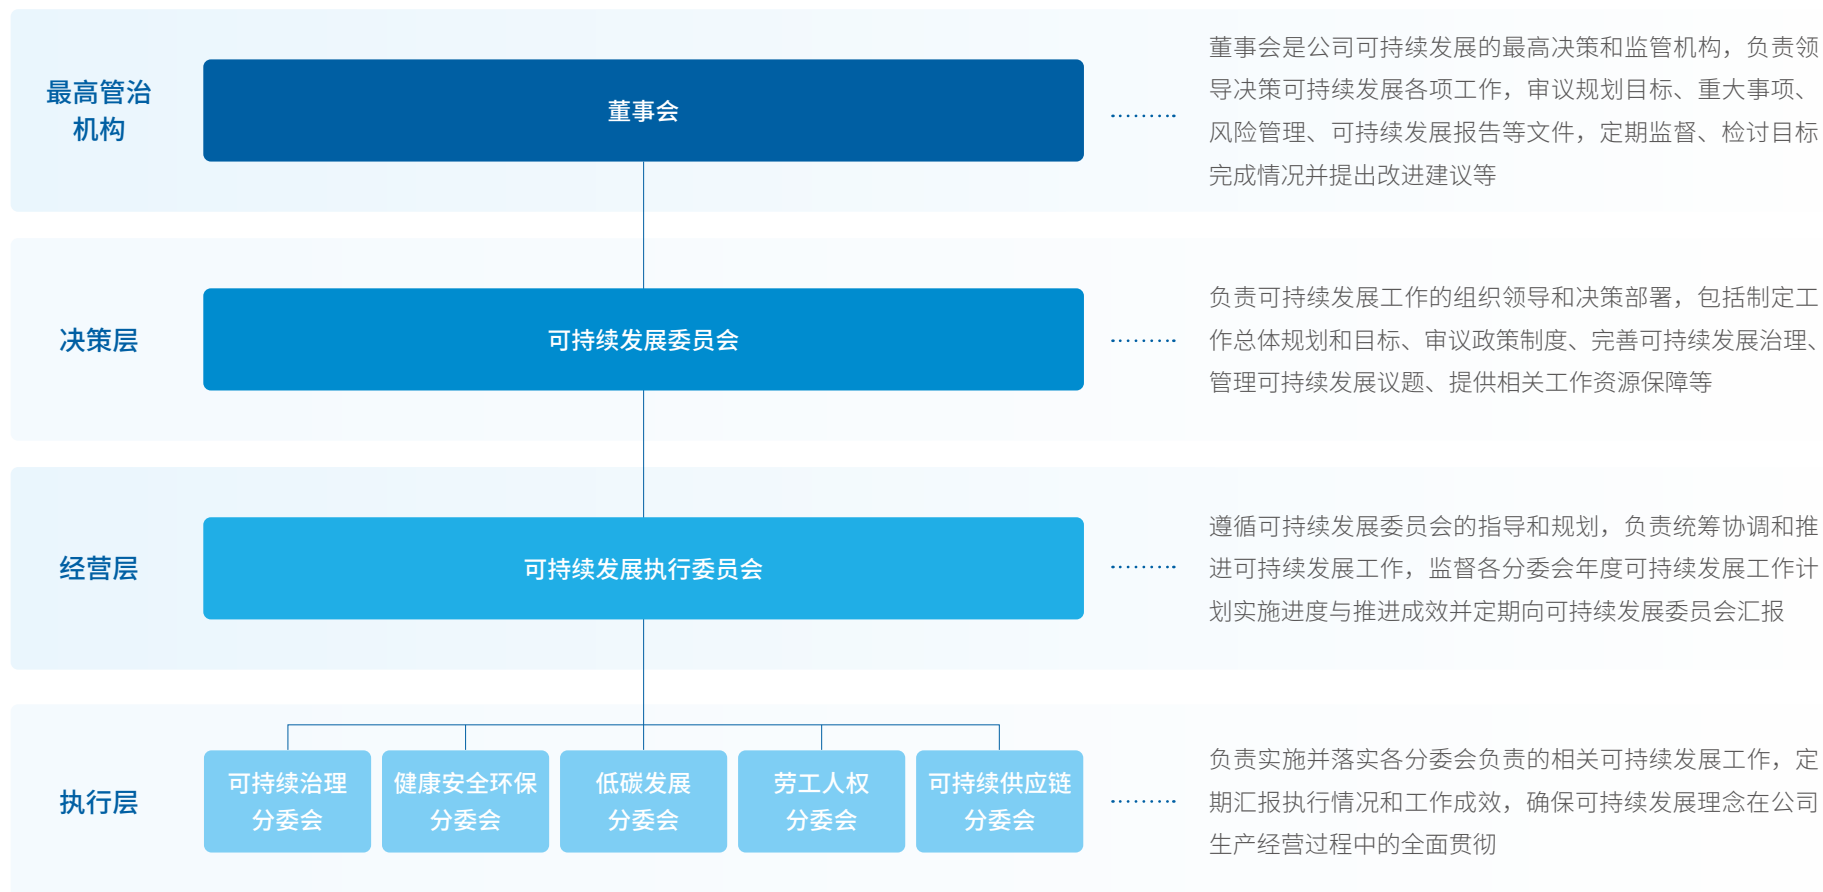 最高管治
机构
董事会
董事会是公司可持续发展的最高决策和监管机构，负责领
导决策可持续发展各项工作，审议规划目标、重大事项、
风险管理、可持续发展报告等文件，定期监督、检讨目标
完成情况并提出改进建议等
决策层
可持续发展委员会
负责可持续发展工作的组织领导和决策部署，包括制定工
作总体规划和目标、审议政策制度、完善可持续发展治理、
管理可持续发展议题、提供相关工作资源保障等
经营层
可持续发展执行委员会
遵循可持续发展委员会的指导和规划，负责统筹协调和推
进可持续发展工作，监督各分委会年度可持续发展工作计
划实施进度与推进成效并定期向可持续发展委员会汇报
执行层
可持续治理
分委会
健康安全环保
分委会
低碳发展
分委会
劳工人权
分委会
可持续供应链
分委会
负责实施并落实各分委会负责的相关可持续发展工作，定
期汇报执行情况和工作成效，确保可持续发展理念在公司
生产经营过程中的全面贯彻